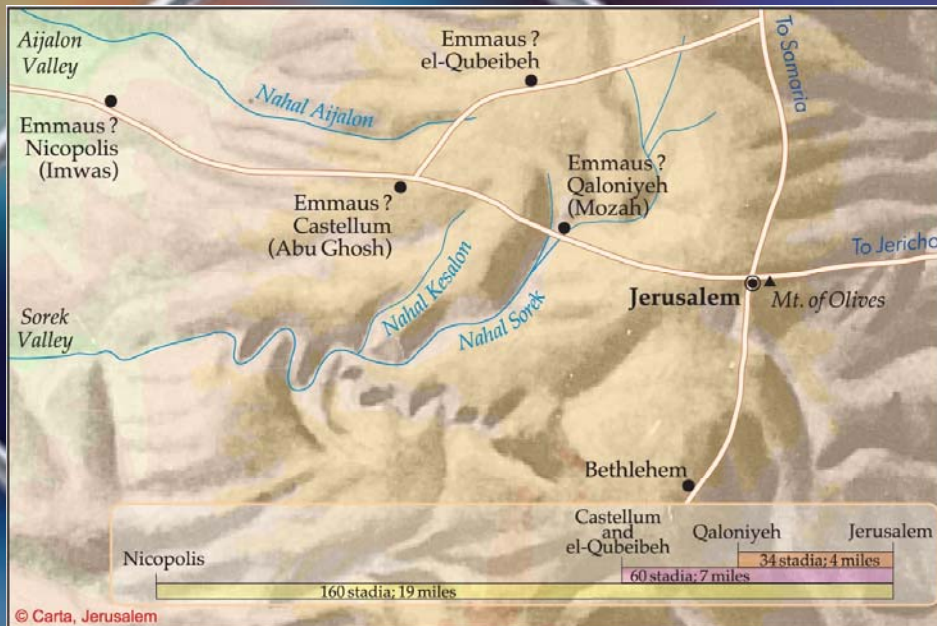 Aijalon
Valley
Emmaus ?
el-Qubeibeh
To Samaria
Nahal Aijalon
Emmaus ?
Nicopolis
(Imwas)
Emmaus ?
Qaloniyeh
(Mozah)
Emmaus ?
Castellum
(Abu Ghosh)
To Jericho
Nahal Kesalon
Jerusalem
Mt. of Olives
Sorek
Valley
Nahal Sorek
Bethlehem
Castellum
and
el-Qubeibeh
Qaloniyeh
Jerusalem
Nicopolis
34 stadia; 4 miles
60 stadia; 7 miles
160 stadia; 19 miles
© Carta, Jerusalem